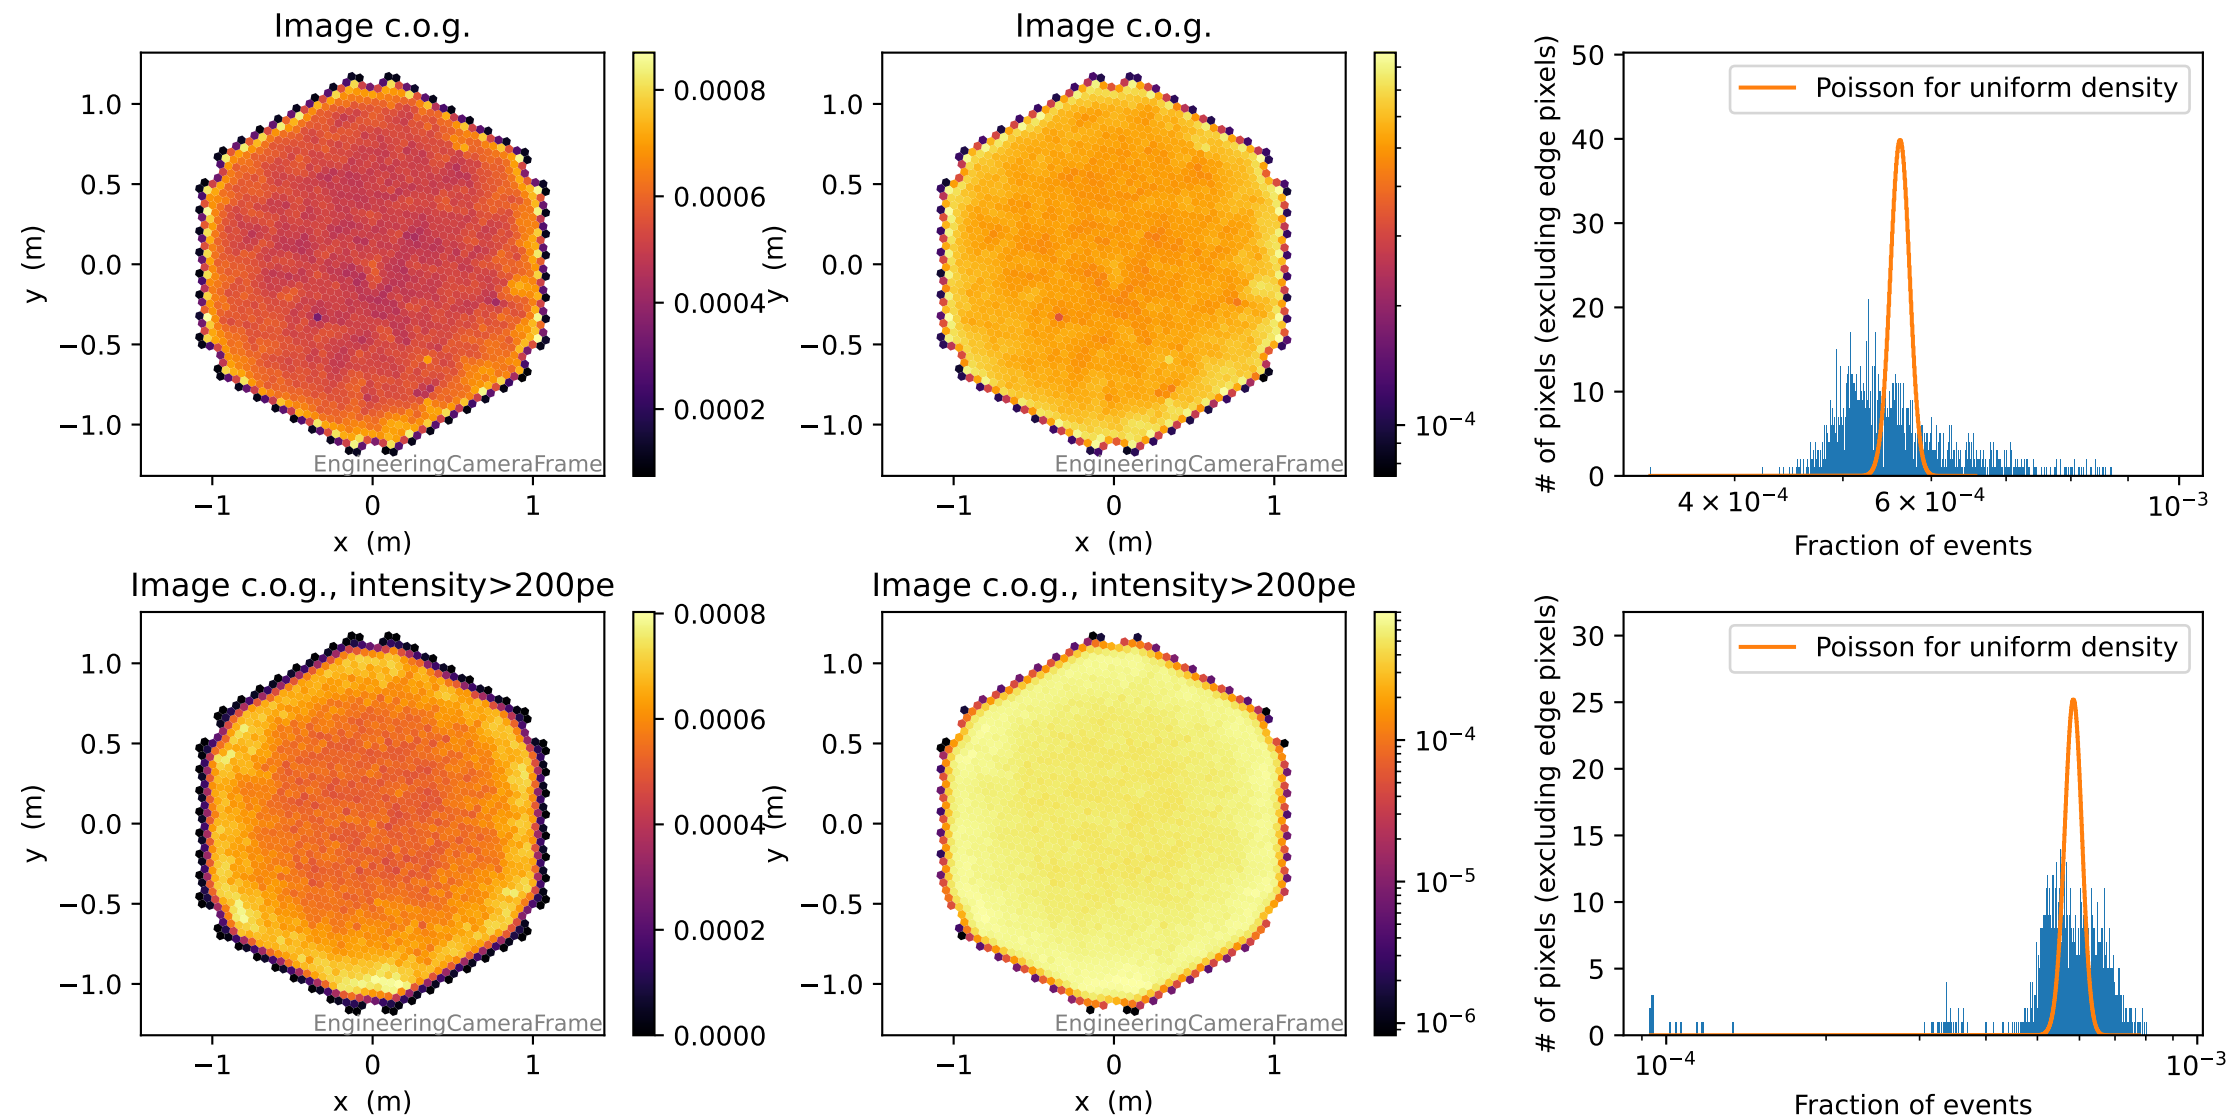 Image c.o.g.
1.0
0.5
0.0
−0.5
−1.0
y (m)
−1
0
1
x (m)
EngineeringCameraFrame
0.0008
0.0006
0.0004
0.0002
Image c.o.g.
1.0
0.5
0.0
−0.5
−1.0
y (m)
−1
0
1
x (m)
EngineeringCameraFrame
10⁻⁴
50
40
30
20
10
0
# of pixels (excluding edge pixels)
Poisson for uniform density
4 × 10⁻⁴
6 × 10⁻⁴
10⁻³
Fraction of events
Image c.o.g., intensity>200pe
1.0
0.5
0.0
−0.5
−1.0
y (m)
−1
0
1
x (m)
EngineeringCameraFrame
0.0008
0.0006
0.0004
0.0002
0.0000
Image c.o.g., intensity>200pe
1.0
0.5
0.0
−0.5
−1.0
y (m)
−1
0
1
x (m)
EngineeringCameraFrame
10⁻⁴
10⁻⁵
10⁻⁶
30
25
20
15
10
5
0
# of pixels (excluding edge pixels)
Poisson for uniform density
10⁻⁴
10⁻³
Fraction of events